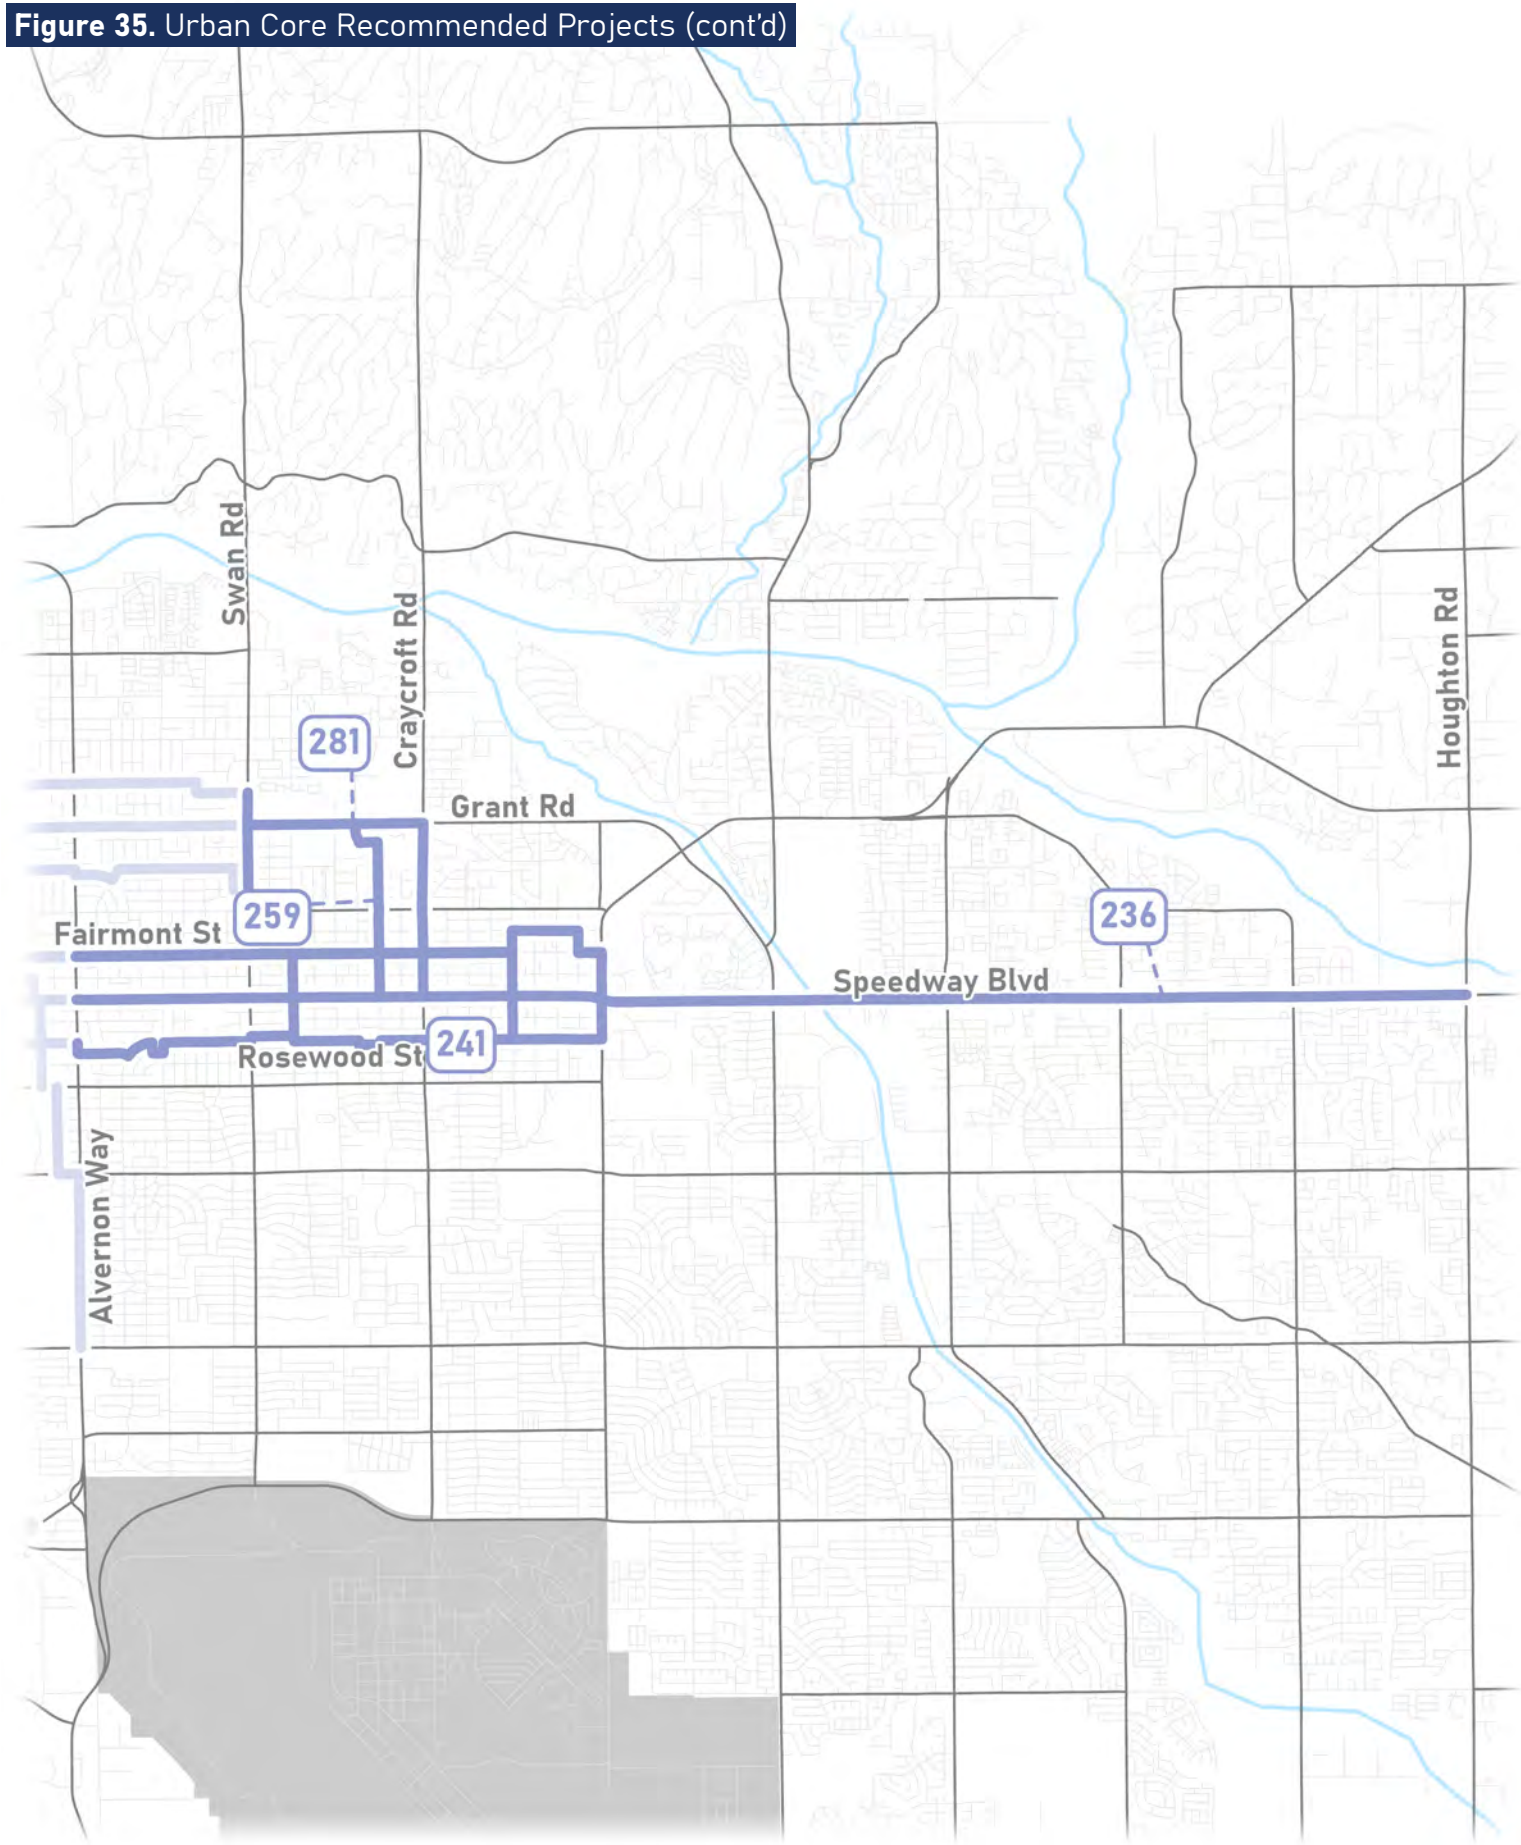 Figure 35. Urban Core Recommended Projects (cont'd)
Swan Rd
Craycroft Rd
Houghton Rd
281
Grant Rd
259
236
Fairmont St
Speedway Blvd
241
Rosewood St
Alvernon Way